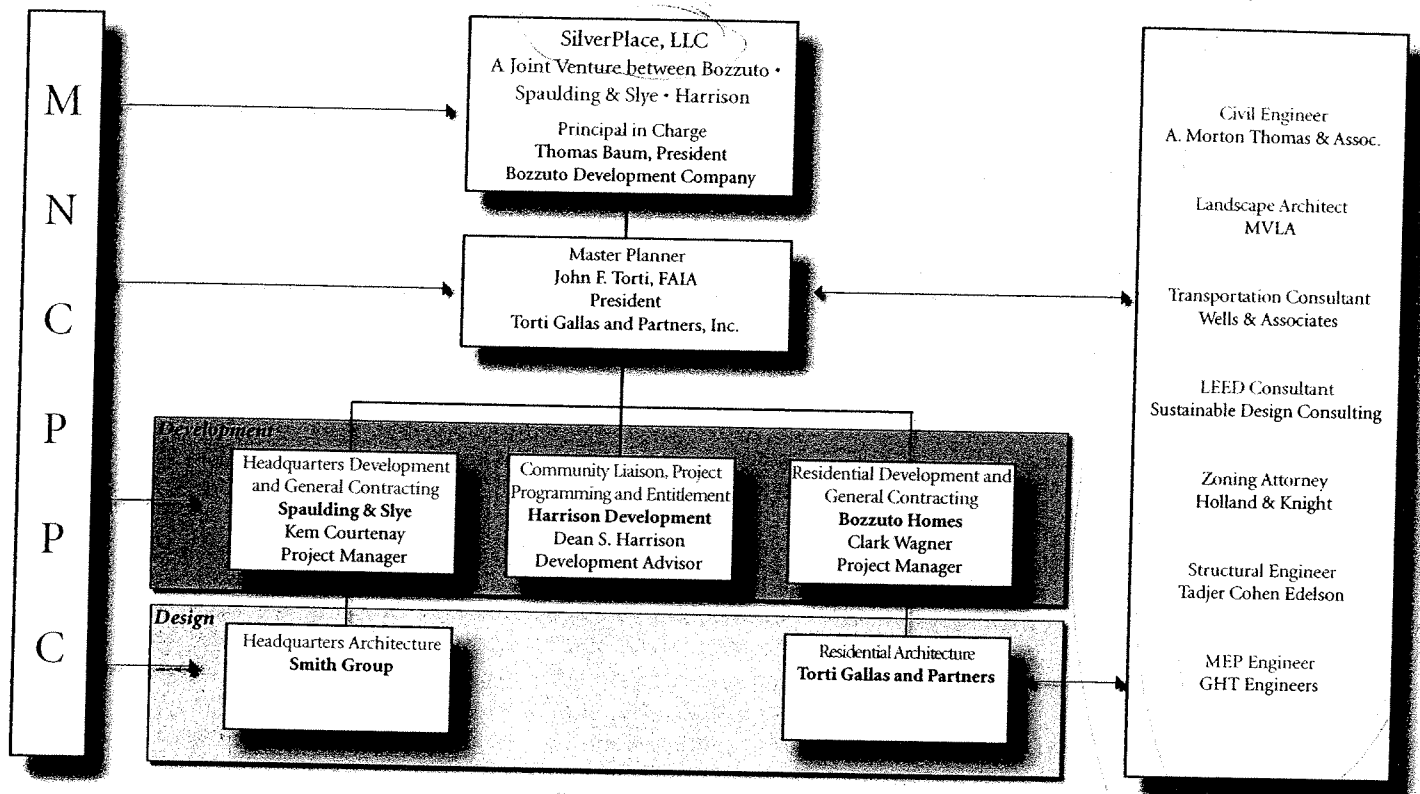 M
N
C
P
P
C
SilverPlace, LLC
A Joint Venture between Bozzuto •
Spaulding & Slye • Harrison
Principal in Charge
Thomas Baum, President
Bozzuto Development Company
Master Planner
John F. Torti, FAIA
President
Torti Gallas and Partners, Inc.
Development
Headquarters Development
and General Contracting
Spaulding & Slye
Kem Courtenay
Project Manager
Community Liaison, Project
Programming and Entitlement
Harrison Development
Dean S. Harrison
Development Advisor
Residential Development and
General Contracting
Bozzuto Homes
Clark Wagner
Project Manager
Design
Headquarters Architecture
Smith Group
Residential Architecture
Torti Gallas and Partners
Civil Engineer
A. Morton Thomas & Assoc.
Landscape Architect
MVLA
Transportation Consultant
Wells & Associates
LEED Consultant
Sustainable Design Consulting
Zoning Attorney
Holland & Knight
Structural Engineer
Tadjer Cohen Edelson
MEP Engineer
GHT Engineers